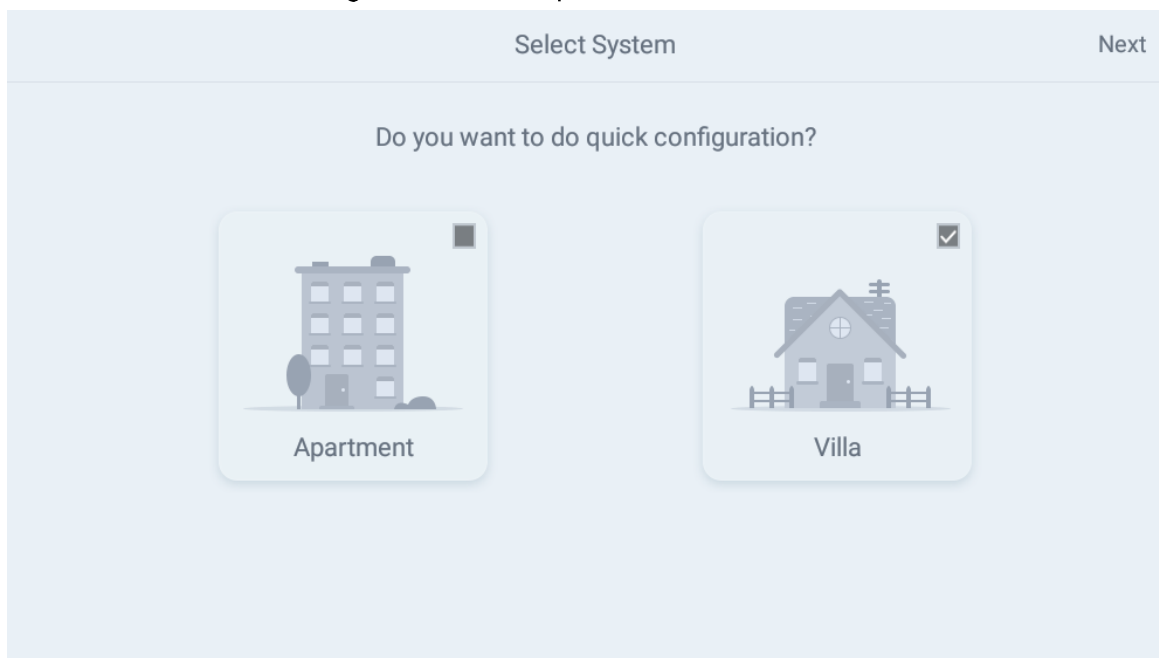 Select System
Next
Do you want to do quick configuration?
Apartment
Villa